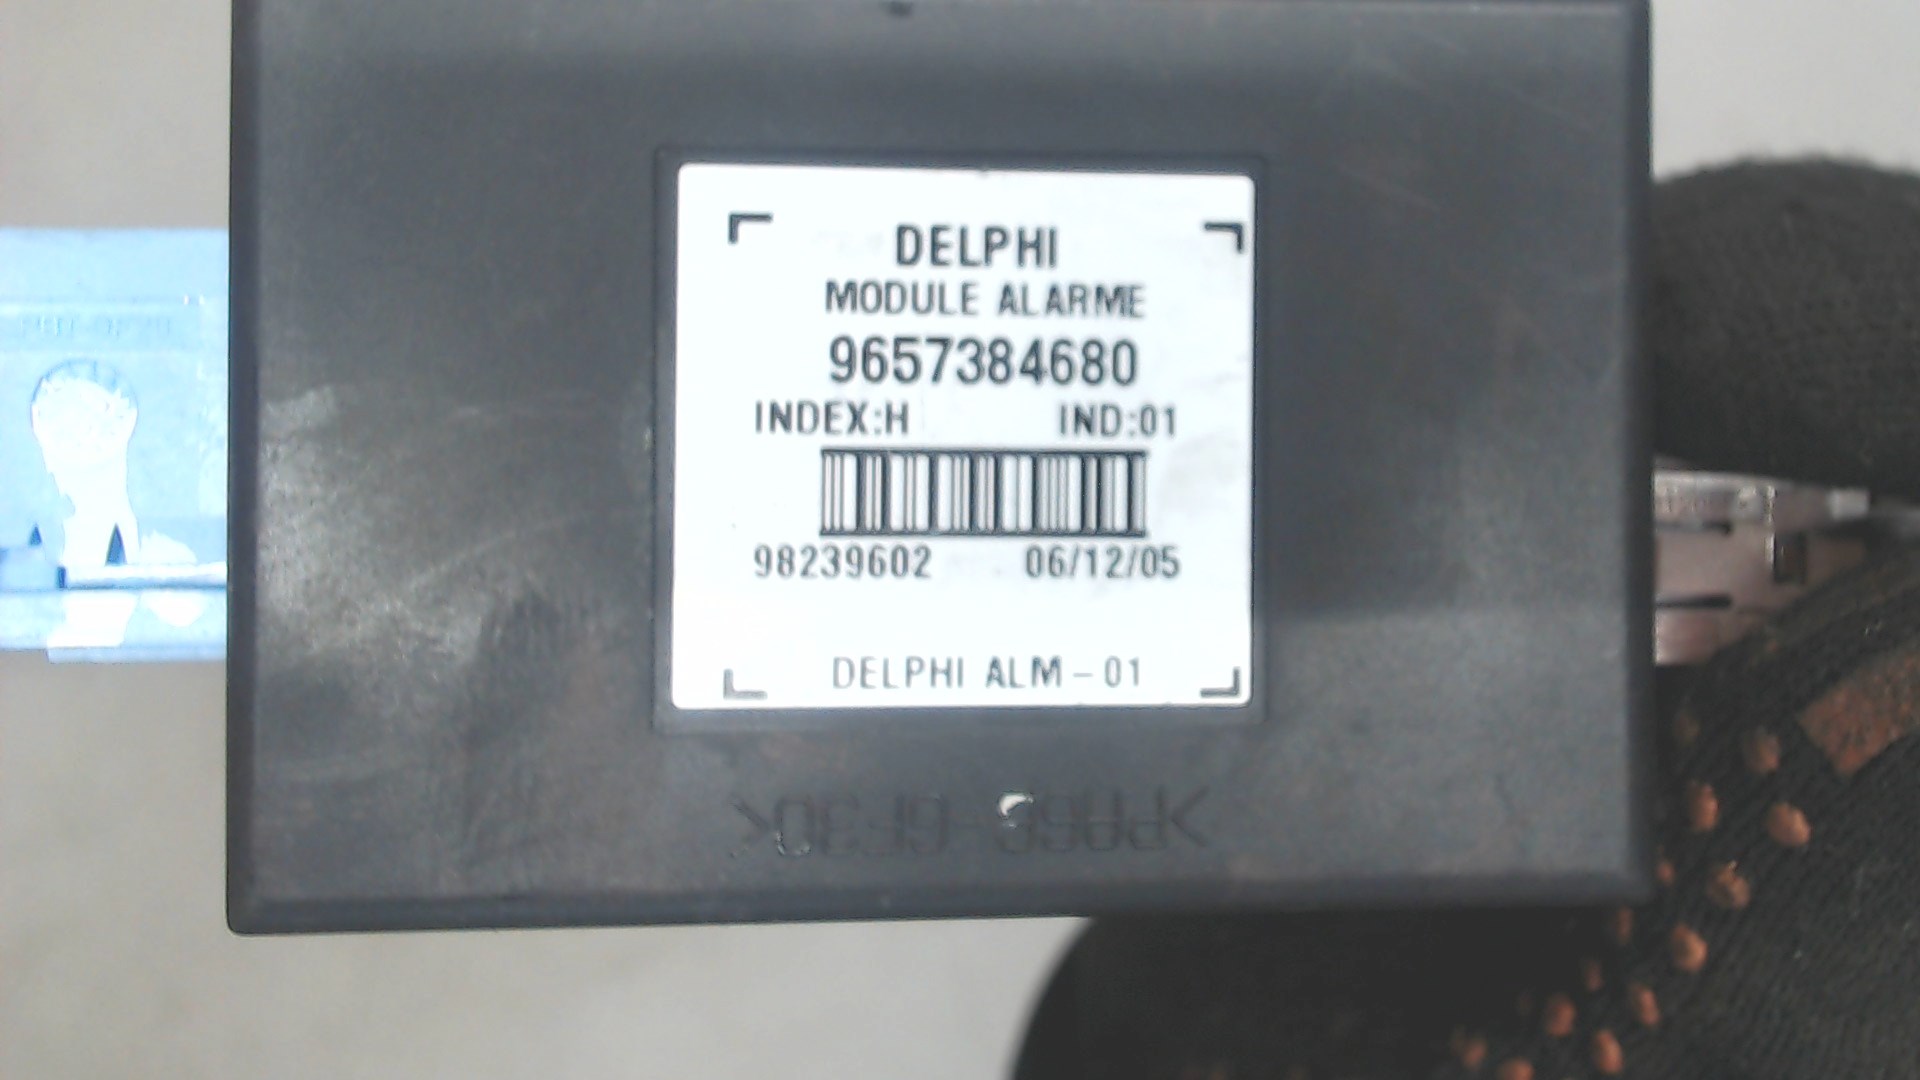 DELPHI
MODULE ALARME
9657384680
INDEX:H IND:01
98239602 06/12/05
DELPHI ALM-01